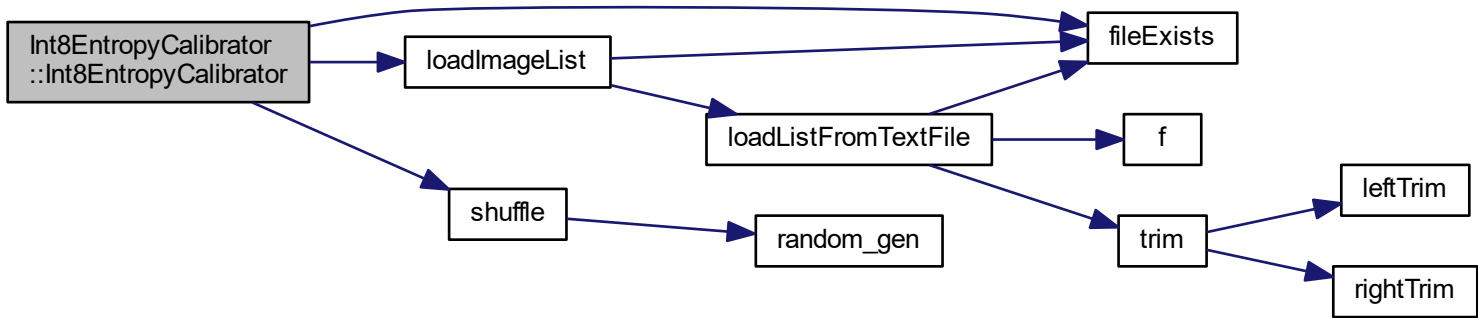 Int8EntropyCalibrator
::Int8EntropyCalibrator
loadImageList
fileExists
loadListFromTextFile
f
shuffle
random_gen
trim
leftTrim
rightTrim